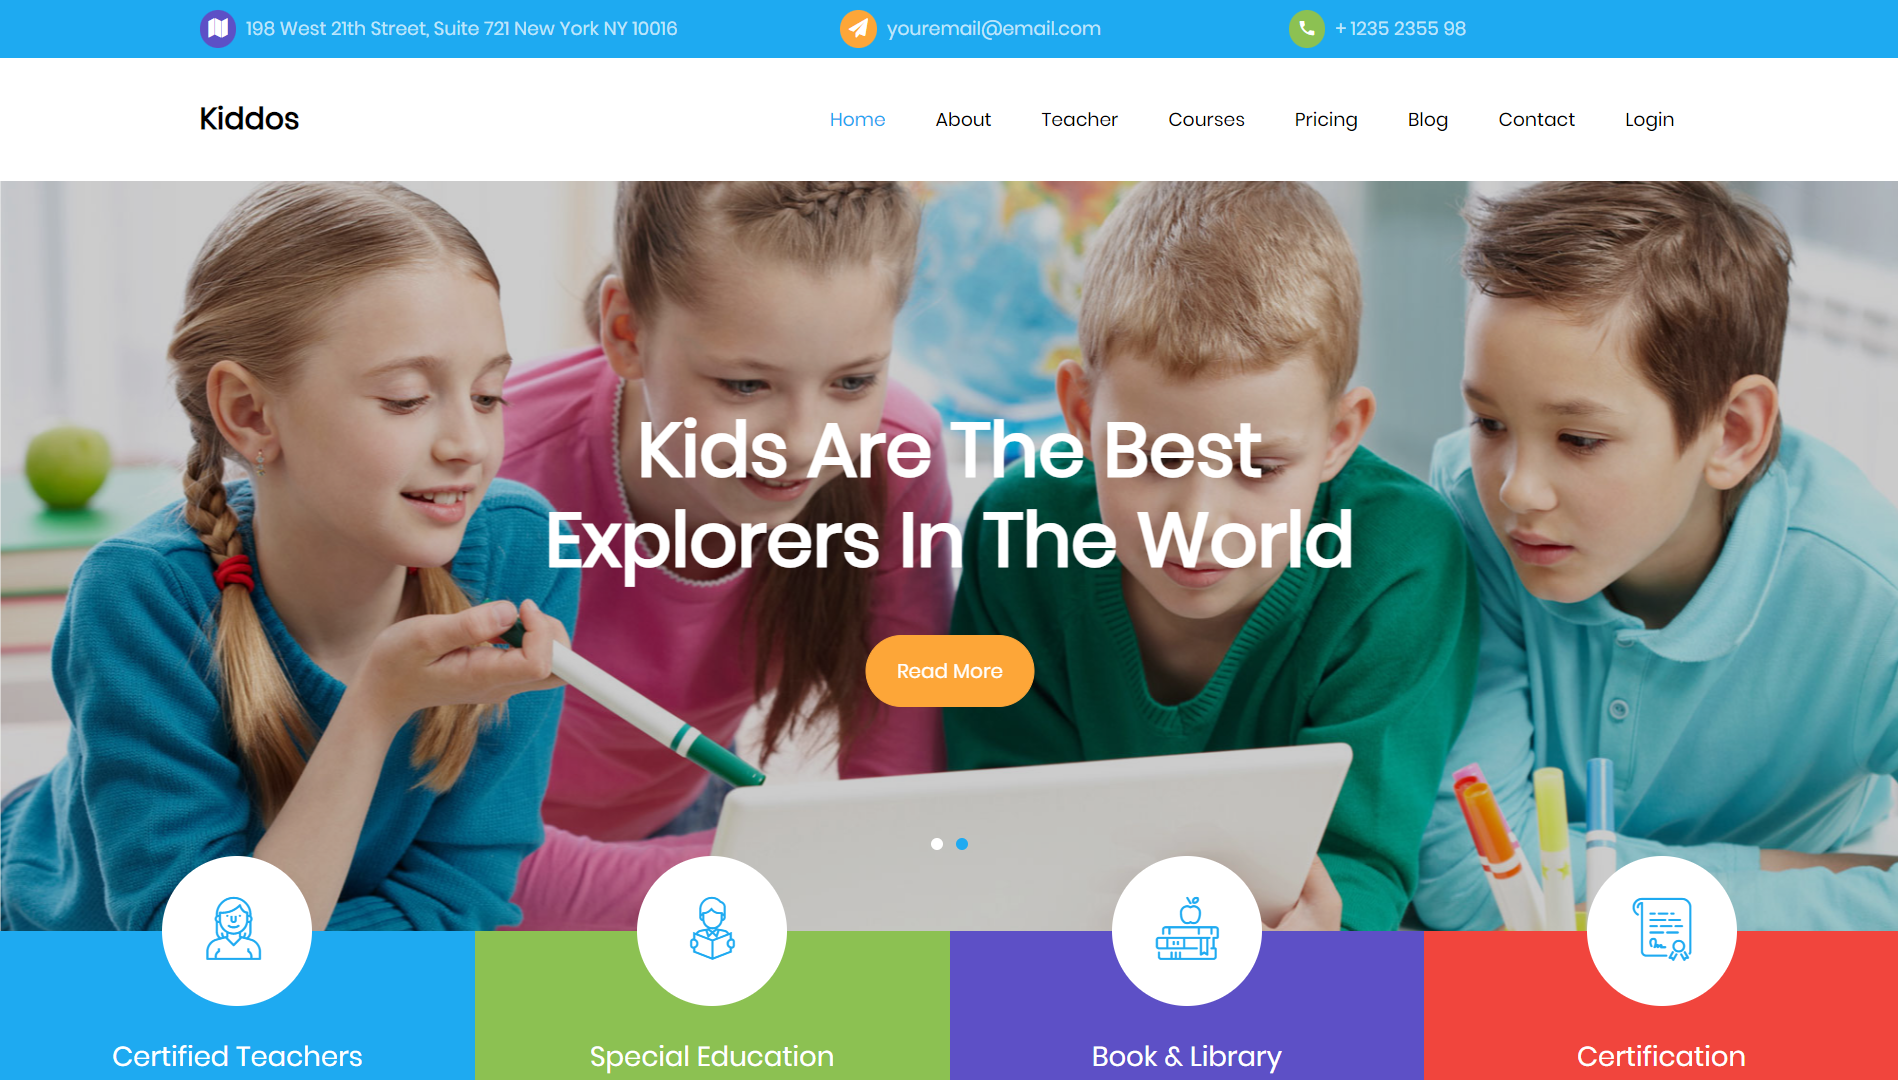 198 West 21th Street, Suite 721 New York NY 10016
youremail@email.com
+ 1235 2355 98
Kiddos
Home
About
Teacher
Courses
Pricing
Blog
Contact
Login
Kids Are The Best
Explorers In The World
Read More
Certified Teachers
Special Education
Book & Library
Certification